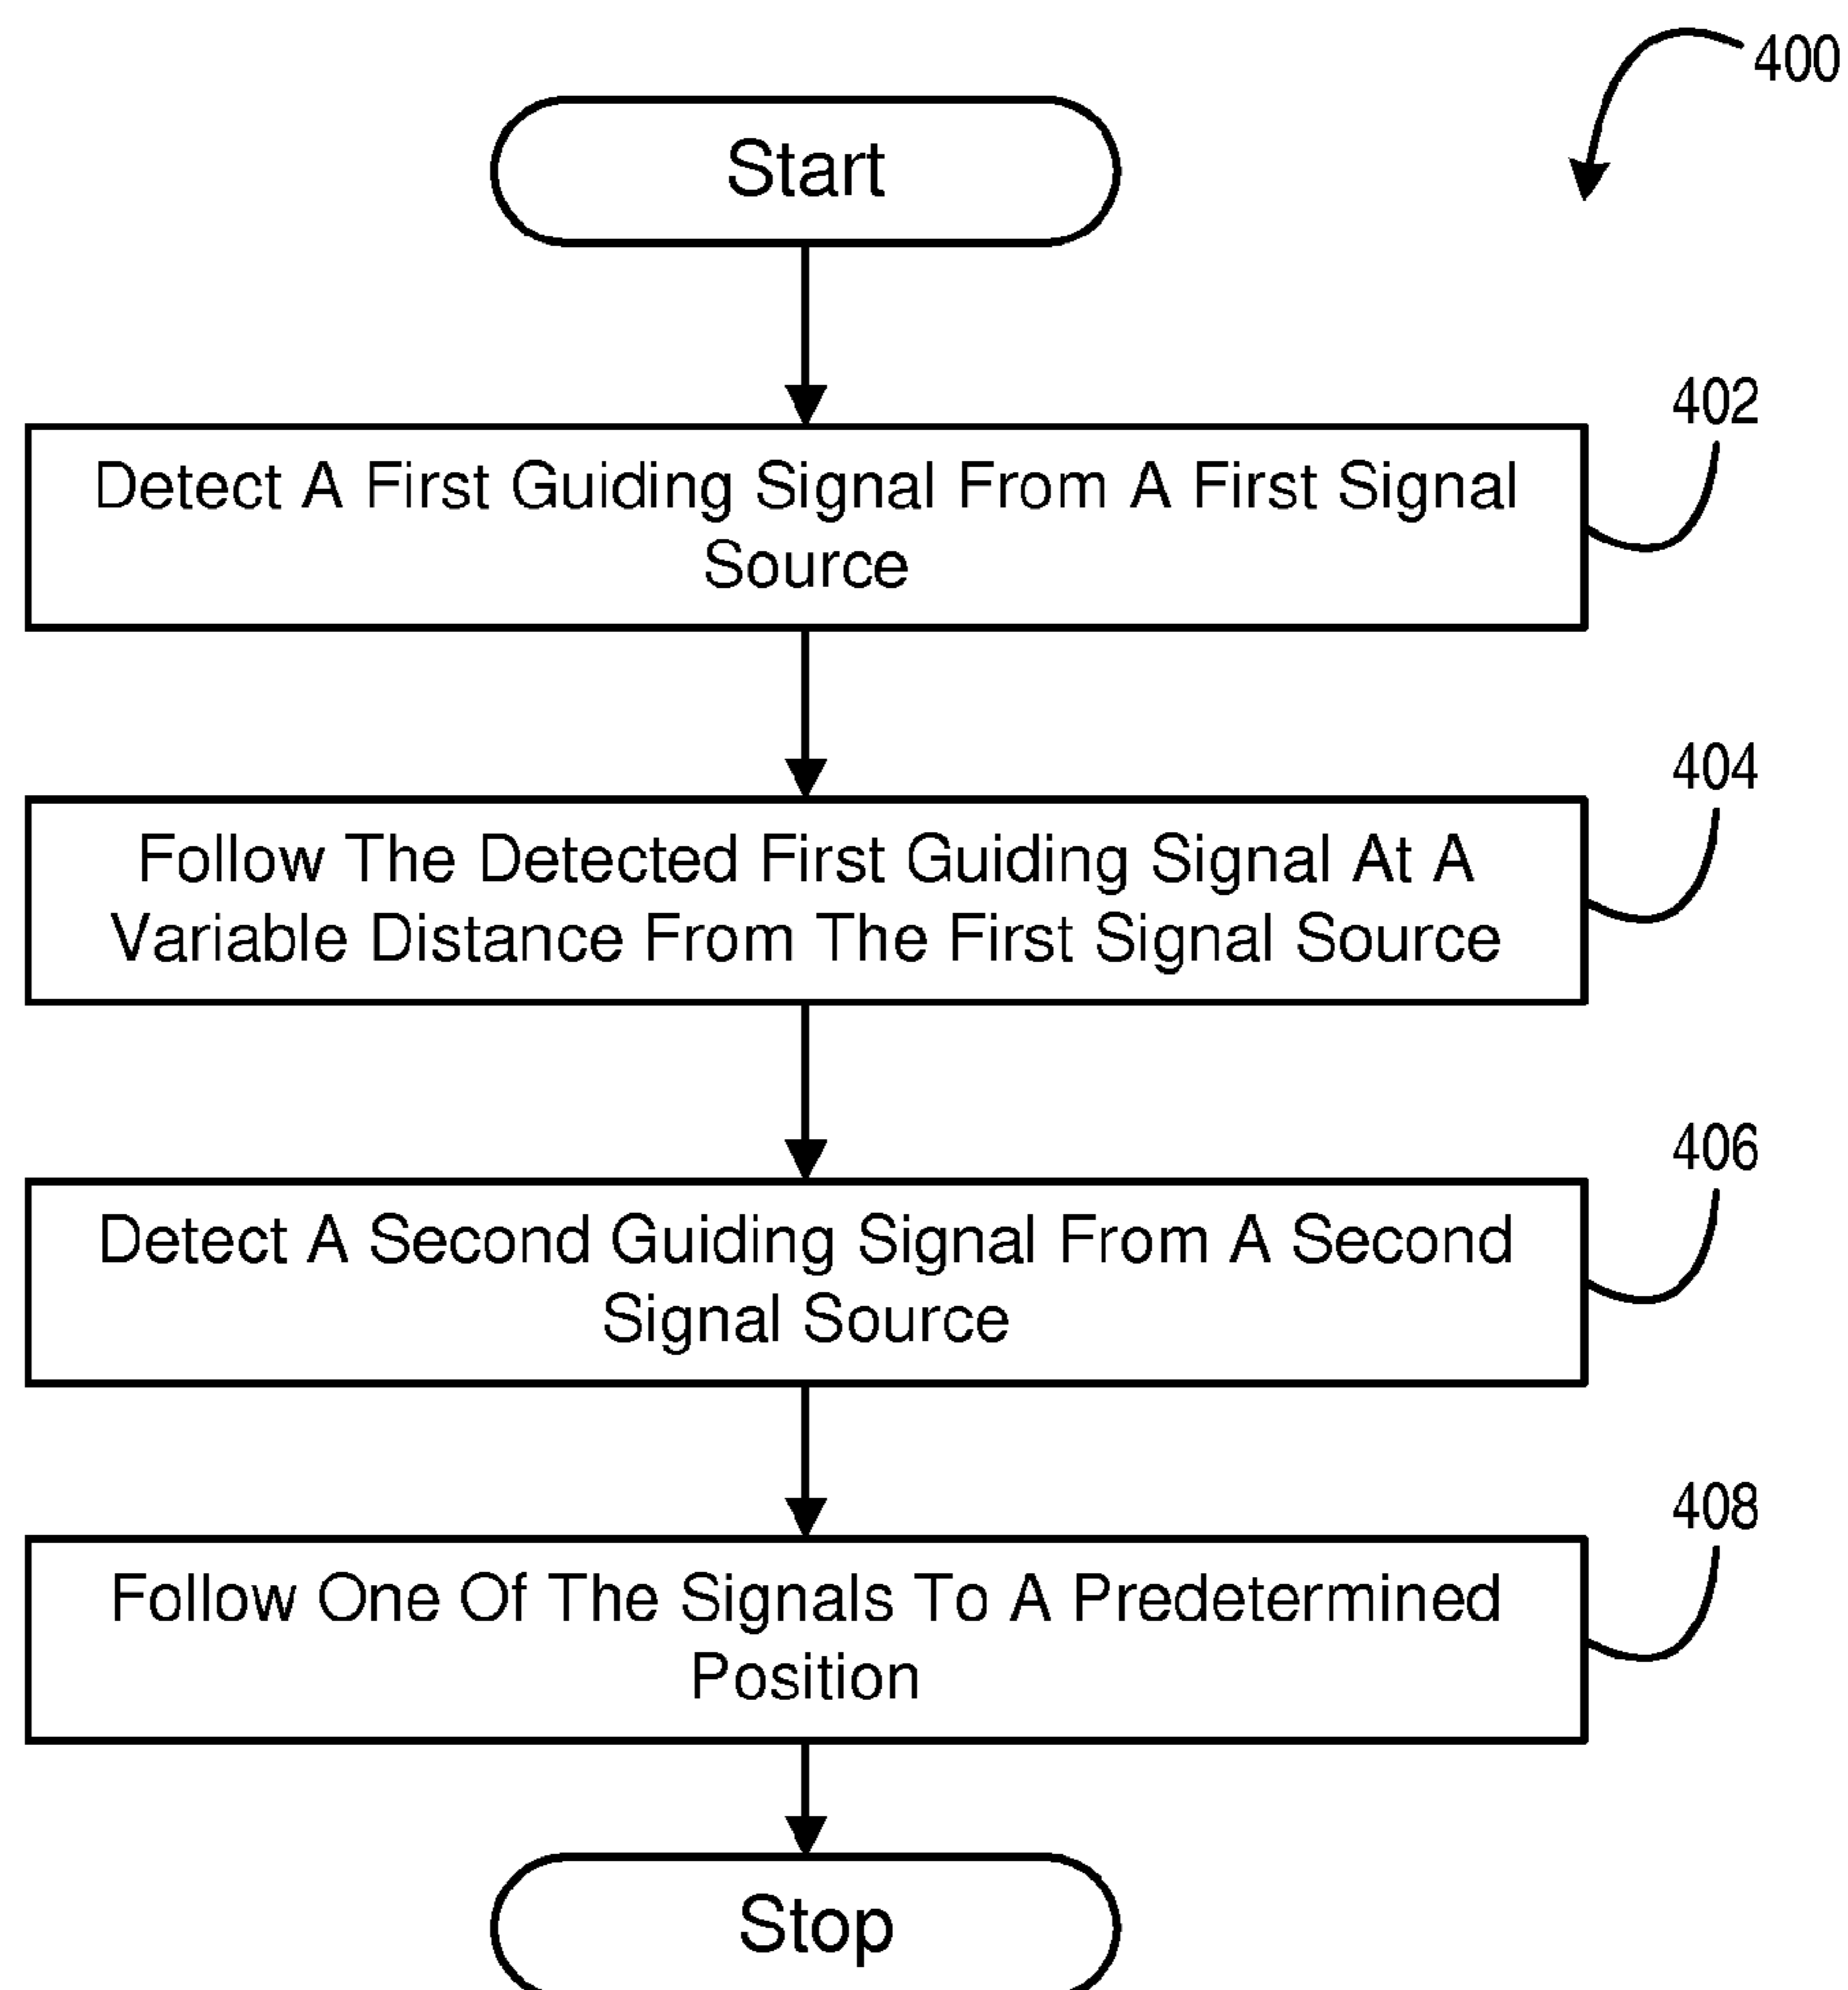 400
Start
402
Detect A First Guiding Signal From A First Signal
Source
404
Follow The Detected First Guiding Signal At A
Variable Distance From The First Signal Source
406
Detect A Second Guiding Signal From A Second
Signal Source
408
Follow One Of The Signals To A Predetermined
Position
Stop